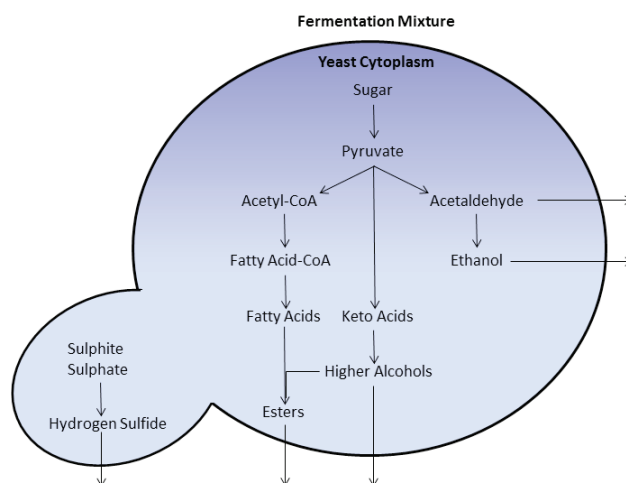 Fermentation Mixture
Yeast Cytoplasm
Sugar
Pyruvate
Acetyl-CoA
Acetaldehyde
Fatty Acid-CoA
Ethanol
Fatty Acids
Keto Acids
Sulphite
Sulphate
Higher Alcohols
Esters
Hydrogen Sulfide